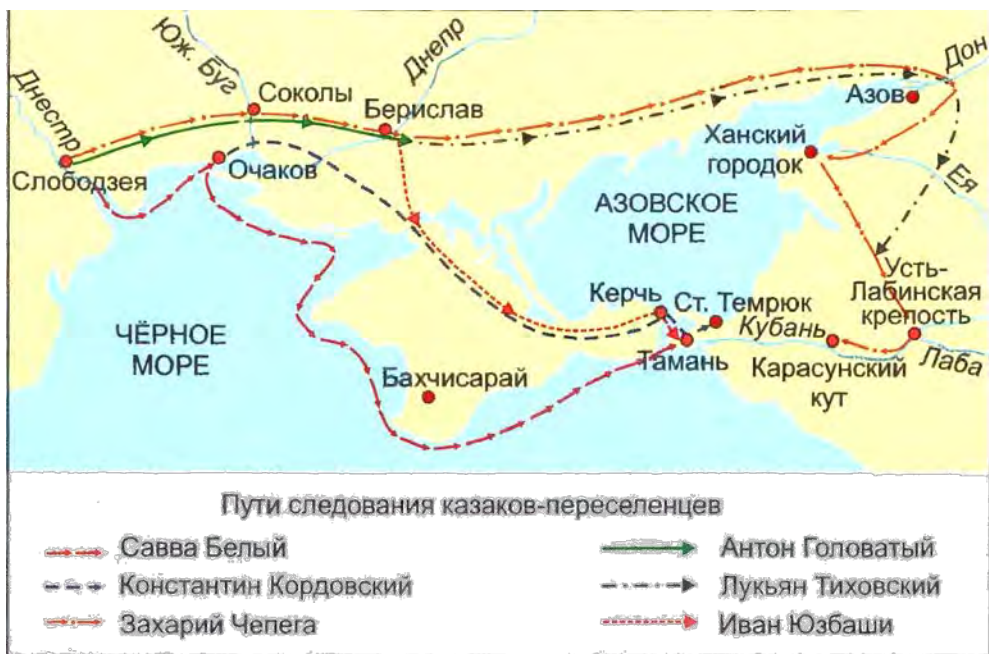 Днестр
Юж. Буг
Днепр
Дон
Соколы
Берислав
Азов
Слободзея
Очаков
Ханский
городок
Ея
АЗОВСКОЕ
МОРЕ
Усть-
Лабинская
крепость
Керчь
Ст. Темрюк
ЧЁРНОЕ
МОРЕ
Кубань
Тамань
Лаба
Карасунский
кут
Бахчисарай
Пути следования казаков-переселенцев
Савва Белый
Антон Головатый
Константин Кордовский
Лукьян Тиховский
Захарий Чепега
Иван Юзбаши